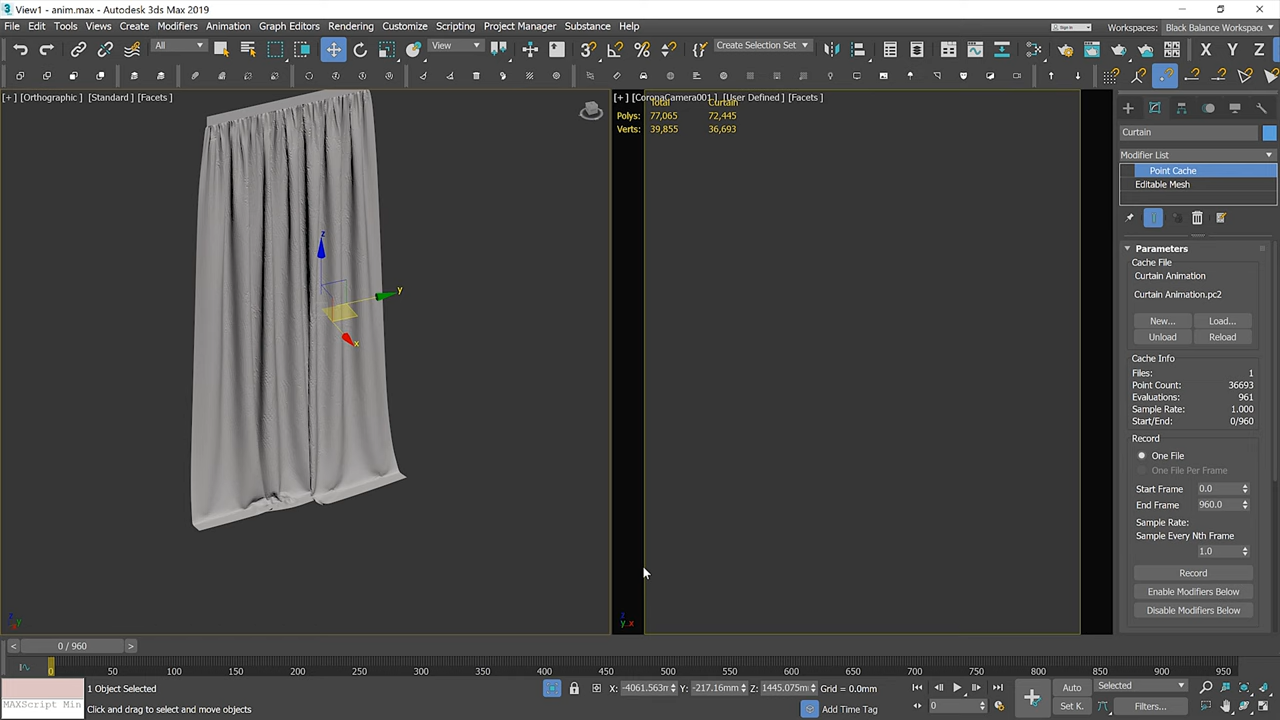 View1 - anim.max - Autodesk 3ds Max 2019
File Edit Tools Views Create Modifiers Animation Graph Editors Rendering Customize Scripting Project Manager Substance Help
Sign In Workspaces: Black Balance Workspac
All View Create Selection Set X Y Z
[+] [Orthographic ] [Standard ] [Facets ]
[+] [CoronaCamera001 ] [User Defined ] [Facets ]
Total Curtain
Polys: 77,065 72,445
Verts: 39,855 36,693
z
y
x
z
y
z
y x
Curtain
Modifier List
Point Cache
Editable Mesh
Parameters
Cache File
Curtain Animation
Curtain Animation.pc2
New... Load...
Unload Reload
Cache Info
Files: 1
Point Count: 36693
Evaluations: 961
Sample Rate: 1.000
Start/End: 0/960
Record
One File
One File Per Frame
Start Frame 0.0
End Frame 960.0
Sample Rate:
Sample Every Nth Frame
1.0
Record
Enable Modifiers Below
Disable Modifiers Below
< 0 / 960 >
0 50 100 150 200 250 300 350 400 450 500 550 600 650 700 750 800 850 900 950
1 Object Selected
X: -4061.563m Y: -217.16mm Z: 1445.075m Grid = 0.0mm
Auto Selected
MAXScript Min
Click and drag to select and move objects
Add Time Tag
0
Set K. Filters...